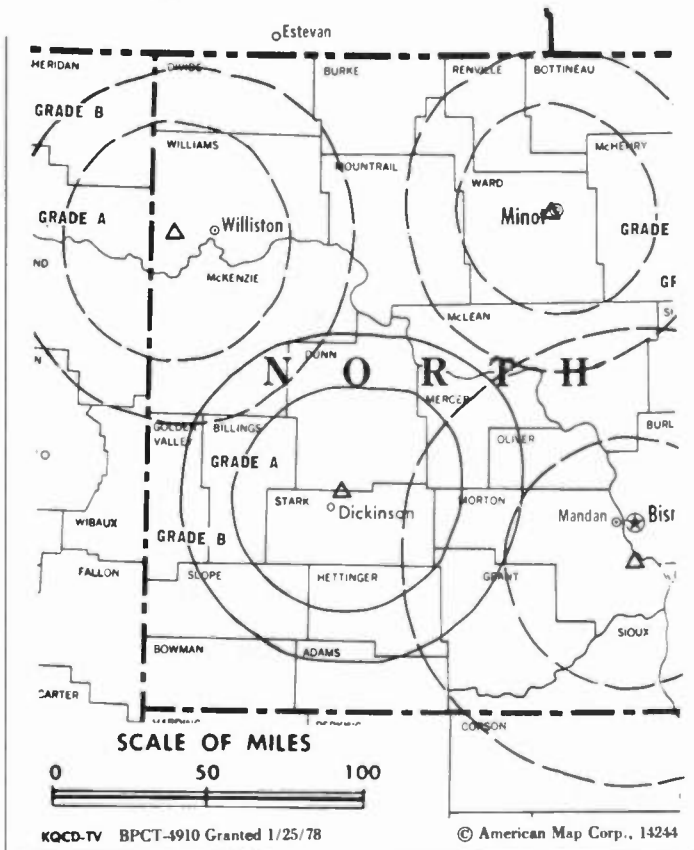 Estevan
HERIDAN DIVIDE BURKE RENVILLE BOTTINEAU
GRADE B
WILLIAMS McHENRY
MOUNTRAIL
WARD
GRADE A Williston Minot GRADE
ND
McKENZIE
GR
McLEAN
DUNN
N O R T H
MERCER
GOLDEN VALLEY BILLINGS OLIVER BURL
GRADE A
STARK MORTON
Dickinson Mandan Bism
WIBAUX
GRADE B
FALLON SLOPE HETTINGER GRANT
SIOUX
BOWMAN ADAMS
CARTER
CORSON
SCALE OF MILES
0 50 100
KQCD-TV BPCT-4910 Granted 1/25/78 © American Map Corp., 14244